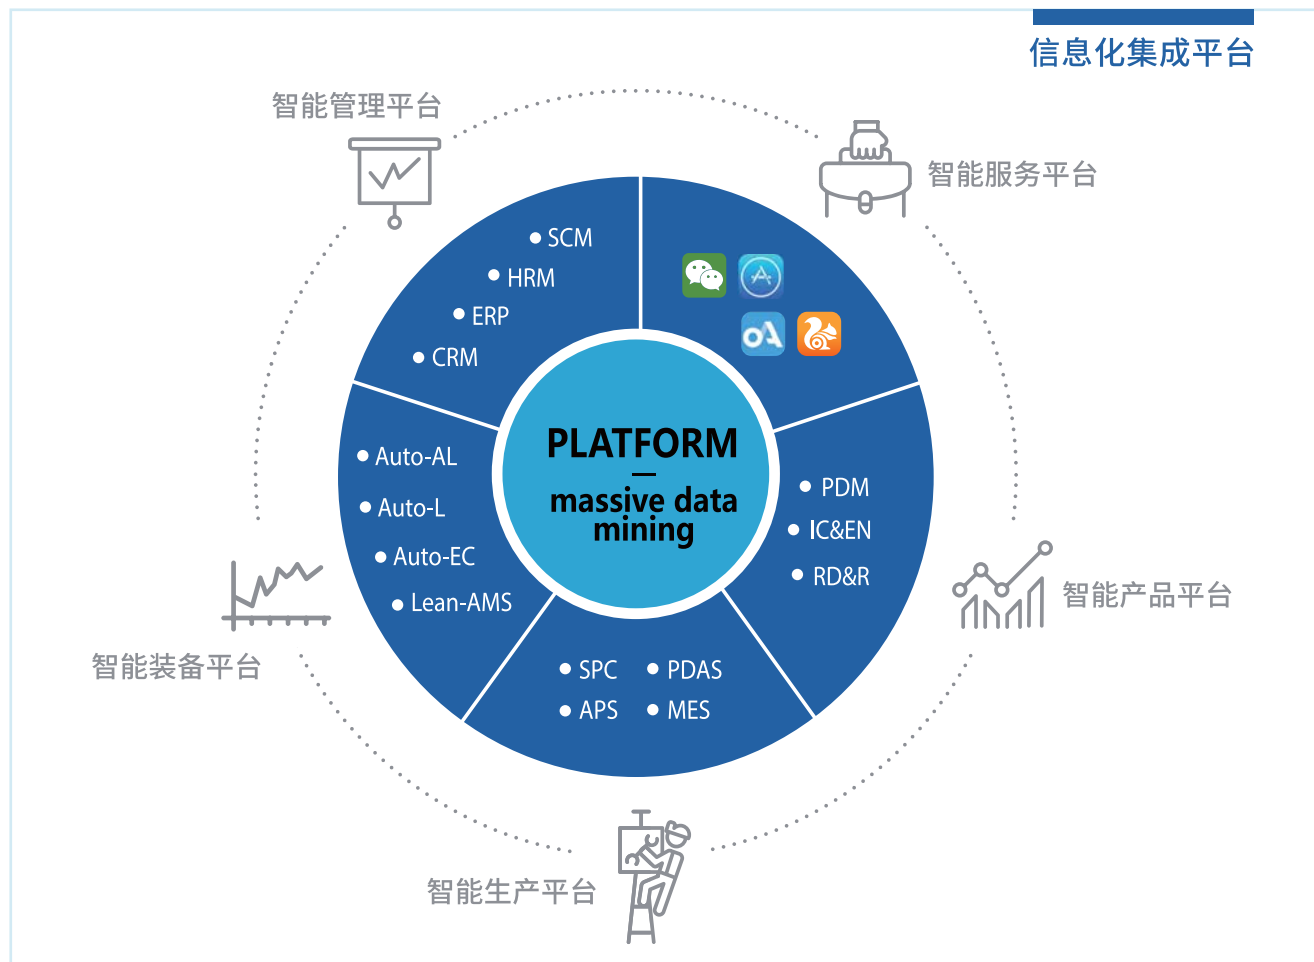 信息化集成平台
智能管理平台
智能服务平台
SCM
HRM
ERP
CRM
OA
PLATFORM
massive data
mining
Auto-AL
Auto-L
Auto-EC
Lean-AMS
PDM
IC&EN
RD&R
智能产品平台
智能装备平台
SPC
PDAS
APS
MES
智能生产平台